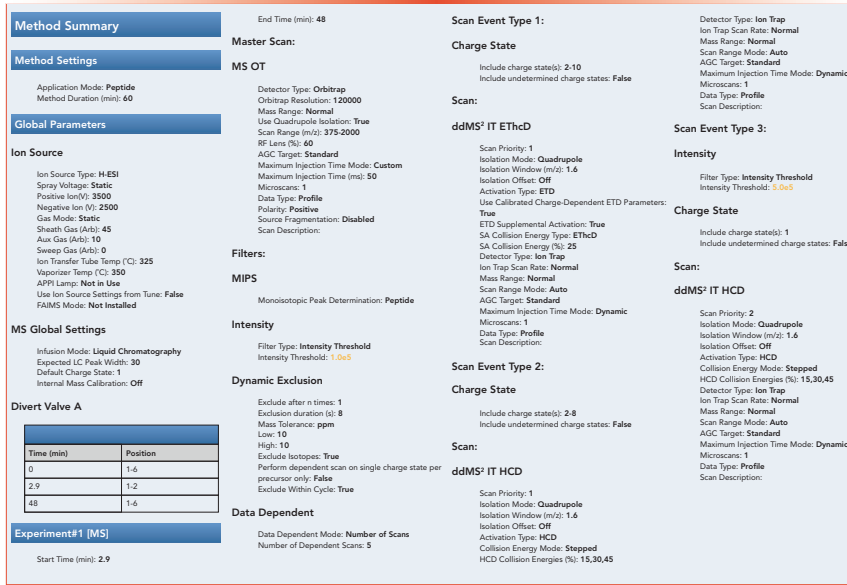 Method Summary
Method Settings
Application Mode: Peptide
Method Duration (min): 60
Global Parameters
Ion Source
Ion Source Type: H-ESI
Spray Voltage: Static
Positive Ion(V): 3500
Negative Ion (V): 2500
Gas Mode: Static
Sheath Gas (Arb): 45
Aux Gas (Arb): 10
Sweep Gas (Arb): 0
Ion Transfer Tube Temp (˚C): 325
Vaporizer Temp (˚C): 350
APPI Lamp: Not in Use
Use Ion Source Settings from Tune: False
FAIMS Mode: Not Installed
MS Global Settings
Infusion Mode: Liquid Chromatography
Expected LC Peak Width: 30
Default Charge State: 1
Internal Mass Calibration: Off
Divert Valve A
Time (min) Position
0 1-6
2.9 1-2
48 1-6
Experiment#1 [MS]
Start Time (min): 2.9
End Time (min): 48
Master Scan:
MS OT
Detector Type: Orbitrap
Orbitrap Resolution: 120000
Mass Range: Normal
Use Quadrupole Isolation: True
Scan Range (m/z): 375-2000
RF Lens (%): 60
AGC Target: Standard
Maximum Injection Time Mode: Custom
Maximum Injection Time (ms): 50
Microscans: 1
Data Type: Profile
Polarity: Positive
Source Fragmentation: Disabled
Scan Description:
Filters:
MIPS
Monoisotopic Peak Determination: Peptide
Intensity
Filter Type: Intensity Threshold
Intensity Threshold: 1.0e5
Dynamic Exclusion
Exclude after n times: 1
Exclusion duration (s): 8
Mass Tolerance: ppm
Low: 10
High: 10
Exclude Isotopes: True
Perform dependent scan on single charge state per
precursor only: False
Exclude Within Cycle: True
Data Dependent
Data Dependent Mode: Number of Scans
Number of Dependent Scans: 5
Scan Event Type 1:
Charge State
Include charge state(s): 2-10
Include undetermined charge states: False
Scan:
ddMS² IT EThcD
Scan Priority: 1
Isolation Mode: Quadrupole
Isolation Window (m/z): 1.6
Isolation Offset: Off
Activation Type: ETD
Use Calibrated Charge-Dependent ETD Parameters:
True
ETD Supplemental Activation: True
SA Collision Energy Type: EThcD
SA Collision Energy (%): 25
Detector Type: Ion Trap
Ion Trap Scan Rate: Normal
Mass Range: Normal
Scan Range Mode: Auto
AGC Target: Standard
Maximum Injection Time Mode: Dynamic
Microscans: 1
Data Type: Profile
Scan Description:
Scan Event Type 2:
Charge State
Include charge state(s): 2-8
Include undetermined charge states: False
Scan:
ddMS² IT HCD
Scan Priority: 1
Isolation Mode: Quadrupole
Isolation Window (m/z): 1.6
Isolation Offset: Off
Activation Type: HCD
Collision Energy Mode: Stepped
HCD Collision Energies (%): 15,30,45
Detector Type: Ion Trap
Ion Trap Scan Rate: Normal
Mass Range: Normal
Scan Range Mode: Auto
AGC Target: Standard
Maximum Injection Time Mode: Dynamic
Microscans: 1
Data Type: Profile
Scan Description:
Scan Event Type 3:
Intensity
Filter Type: Intensity Threshold
Intensity Threshold: 5.0e5
Charge State
Include charge state(s): 1
Include undetermined charge states: Fals
Scan:
ddMS² IT HCD
Scan Priority: 2
Isolation Mode: Quadrupole
Isolation Window (m/z): 1.6
Isolation Offset: Off
Activation Type: HCD
Collision Energy Mode: Stepped
HCD Collision Energies (%): 15,30,45
Detector Type: Ion Trap
Ion Trap Scan Rate: Normal
Mass Range: Normal
Scan Range Mode: Auto
AGC Target: Standard
Maximum Injection Time Mode: Dynamic
Microscans: 1
Data Type: Profile
Scan Description: